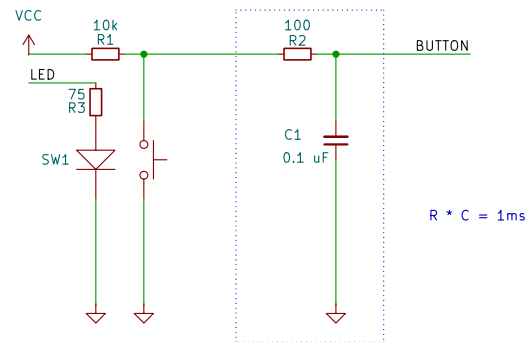 VCC
10k
R1
100
R2
BUTTON
LED
75
R3
C1
0.1 uF
SW1
R * C = 1ms